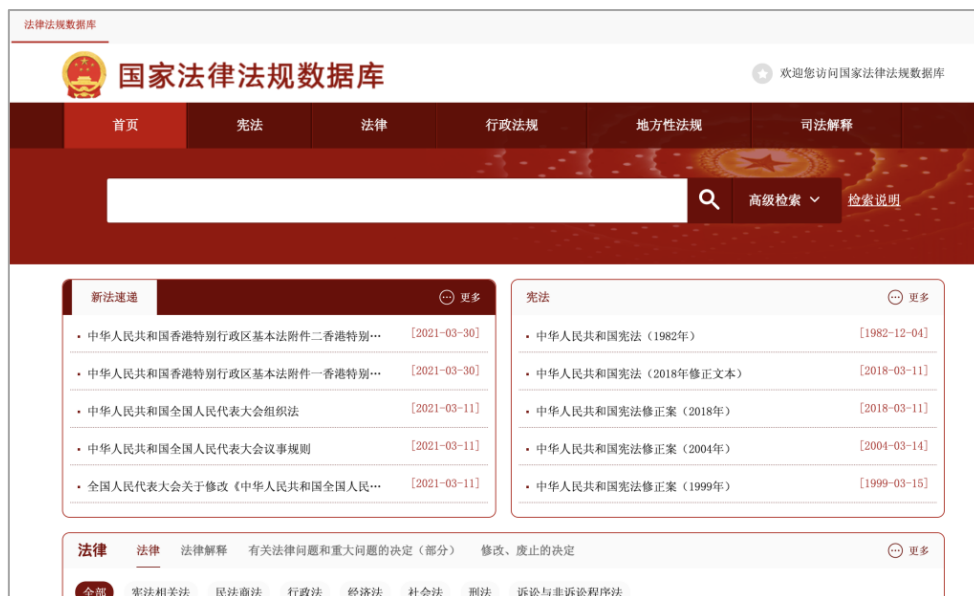 法律法规数据库
国家法律法规数据库
欢迎您访问国家法律法规数据库
首页 宪法 法律 行政法规 地方性法规 司法解释
高级检索 检索说明
新法速递 更多
中华人民共和国香港特别行政区基本法附件二香港特别… [2021-03-30]
中华人民共和国香港特别行政区基本法附件一香港特别… [2021-03-30]
中华人民共和国全国人民代表大会组织法 [2021-03-11]
中华人民共和国全国人民代表大会议事规则 [2021-03-11]
全国人民代表大会关于修改《中华人民共和国全国人民… [2021-03-11]
宪法 更多
中华人民共和国宪法（1982年） [1982-12-04]
中华人民共和国宪法（2018年修正文本） [2018-03-11]
中华人民共和国宪法修正案（2018年） [2018-03-11]
中华人民共和国宪法修正案（2004年） [2004-03-14]
中华人民共和国宪法修正案（1999年） [1999-03-15]
法律 法律 法律解释 有关法律问题和重大问题的决定（部分） 修改、废止的决定 更多
全部 宪法相关法 民法商法 行政法 经济法 社会法 刑法 诉讼与非诉讼程序法